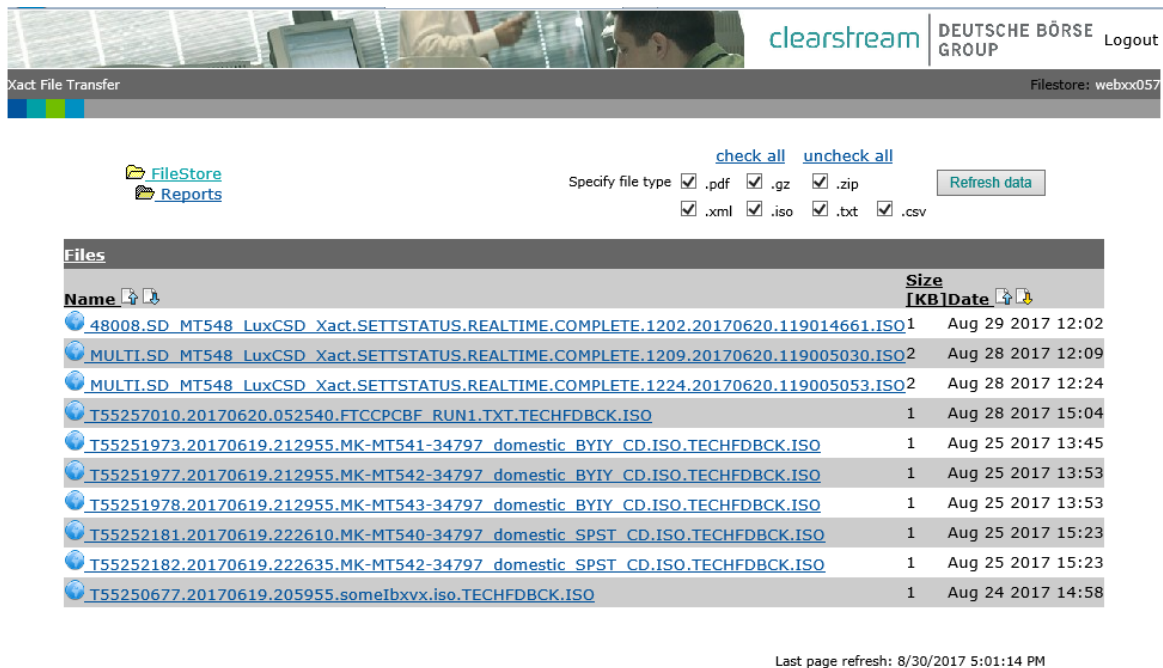 clearstream DEUTSCHE BÖRSE GROUP Logout
Xact File Transfer Filestore: webxx057
check all uncheck all
FileStore
Reports
Specify file type .pdf .gz .zip Refresh data
.xml .iso .txt .csv
Files
Name Size [KB] Date
48008.SD_MT548_LuxCSD_Xact.SETTSTATUS.REALTIME.COMPLETE.1202.20170620.119014661.ISO 1 Aug 29 2017 12:02
MULTI.SD_MT548_LuxCSD_Xact.SETTSTATUS.REALTIME.COMPLETE.1209.20170620.119005030.ISO 2 Aug 28 2017 12:09
MULTI.SD_MT548_LuxCSD_Xact.SETTSTATUS.REALTIME.COMPLETE.1224.20170620.119005053.ISO 2 Aug 28 2017 12:24
T55257010.20170620.052540.FTCCPCBF_RUN1.TXT.TECHFDBCK.ISO 1 Aug 28 2017 15:04
T55251973.20170619.212955.MK-MT541-34797_domestic_BYIY_CD.ISO.TECHFDBCK.ISO 1 Aug 25 2017 13:45
T55251977.20170619.212955.MK-MT542-34797_domestic_BYIY_CD.ISO.TECHFDBCK.ISO 1 Aug 25 2017 13:53
T55251978.20170619.212955.MK-MT543-34797_domestic_BYIY_CD.ISO.TECHFDBCK.ISO 1 Aug 25 2017 13:53
T55252181.20170619.222610.MK-MT540-34797_domestic_SPST_CD.ISO.TECHFDBCK.ISO 1 Aug 25 2017 15:23
T55252182.20170619.222635.MK-MT542-34797_domestic_SPST_CD.ISO.TECHFDBCK.ISO 1 Aug 25 2017 15:23
T55250677.20170619.205955.someIbxvx.iso.TECHFDBCK.ISO 1 Aug 24 2017 14:58
Last page refresh: 8/30/2017 5:01:14 PM